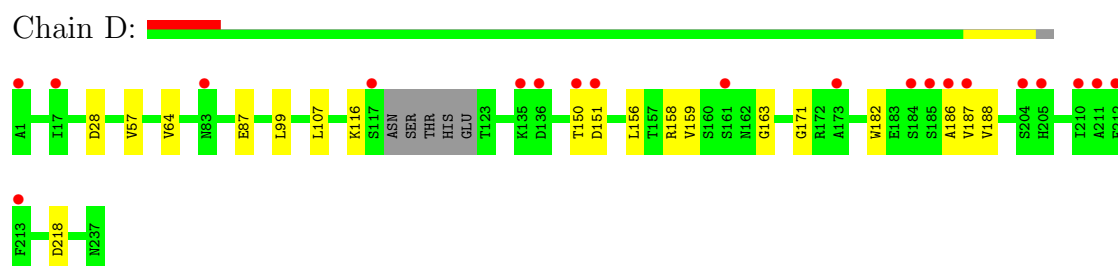 Chain D:
A1 I17 D28 V57 V64 N83 E87 L99 L107 K116 S117 ASN SER THR HIS GLU T123 K135 D136 T150 D151 L156 T157 R158 V159 S160 S161 N162 G163 G171 R172 A173 W182 E183 S184 S185 A186 V187 V188 S204 H205 I210 A211 E212
F213 D218 N237